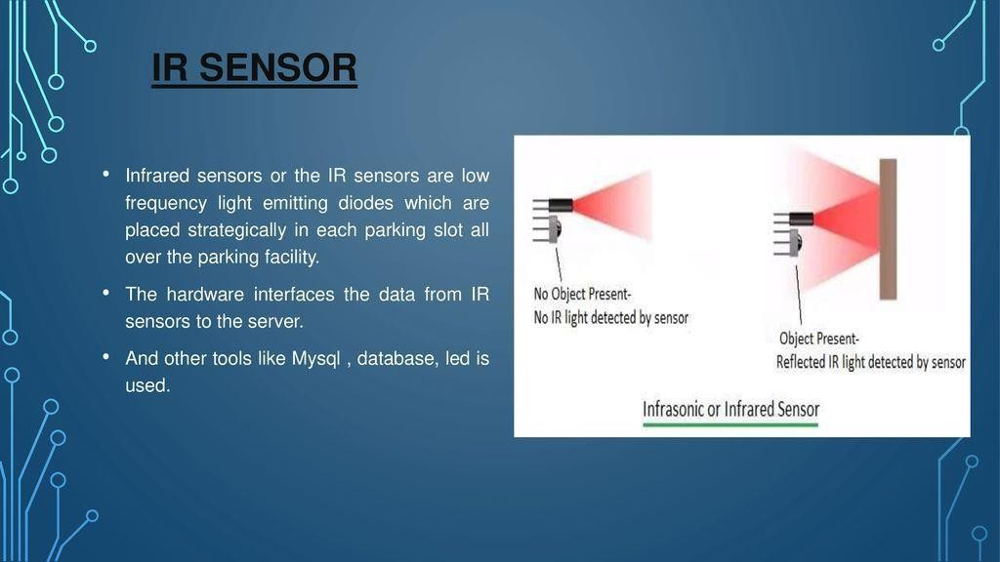 IR SENSOR
• Infrared sensors or the IR sensors are low
frequency light emitting diodes which are
placed strategically in each parking slot all
over the parking facility.
• The hardware interfaces the data from IR
sensors to the server.
• And other tools like Mysql , database, led is
used.
No Object Present-
No IR light detected by sensor
Object Present-
Reflected IR light detected by sensor
Infrasonic or Infrared Sensor